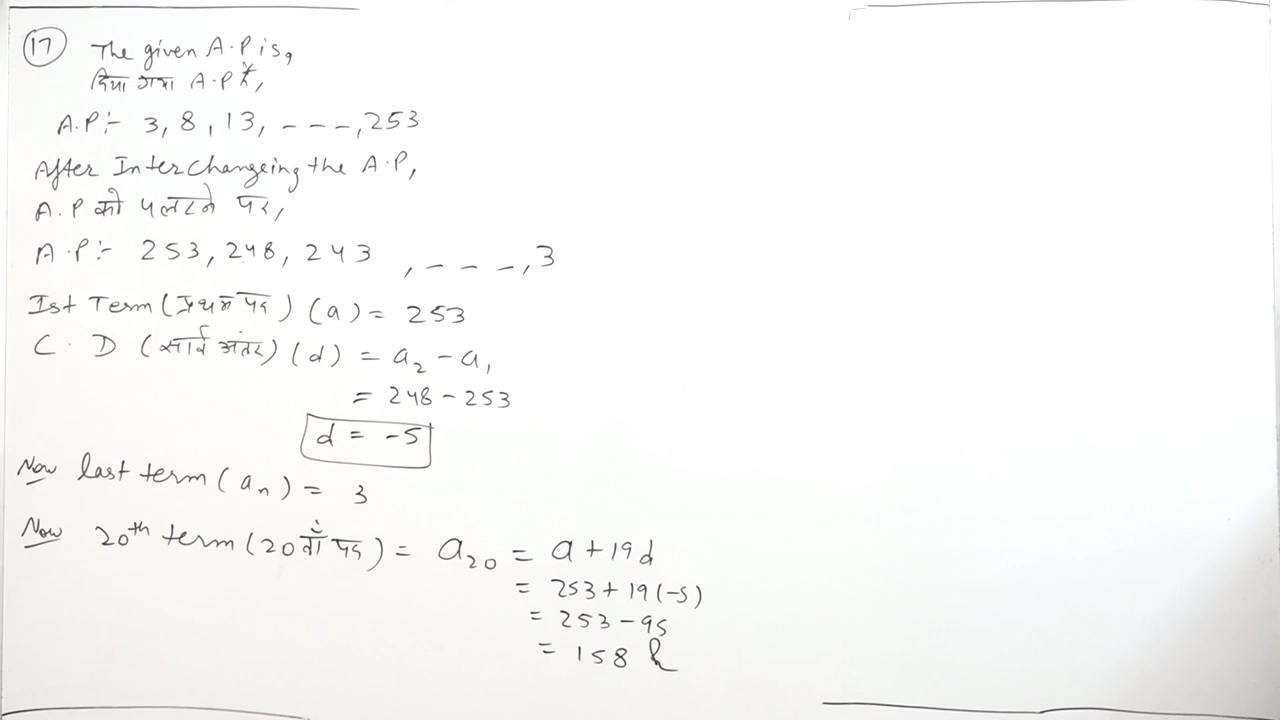 17 The given A.P is,
दिया गया A.P है,
A.P:- 3, 8, 13, - - -, 253
After Interchangeing the A.P,
A.P को पलटने पर,
A.P:- 253, 248, 243 , - - -, 3
Ist Term (प्रथम पद) (a) = 253
C. D (सार्व अंतर) (d) = a₂ - a₁
= 248 - 253
d = -5
Now last term (aₙ) = 3
Now 20th term (20 वाँ पद) = a₂₀ = a + 19d
= 253 + 19(-5)
= 253 - 95
= 158